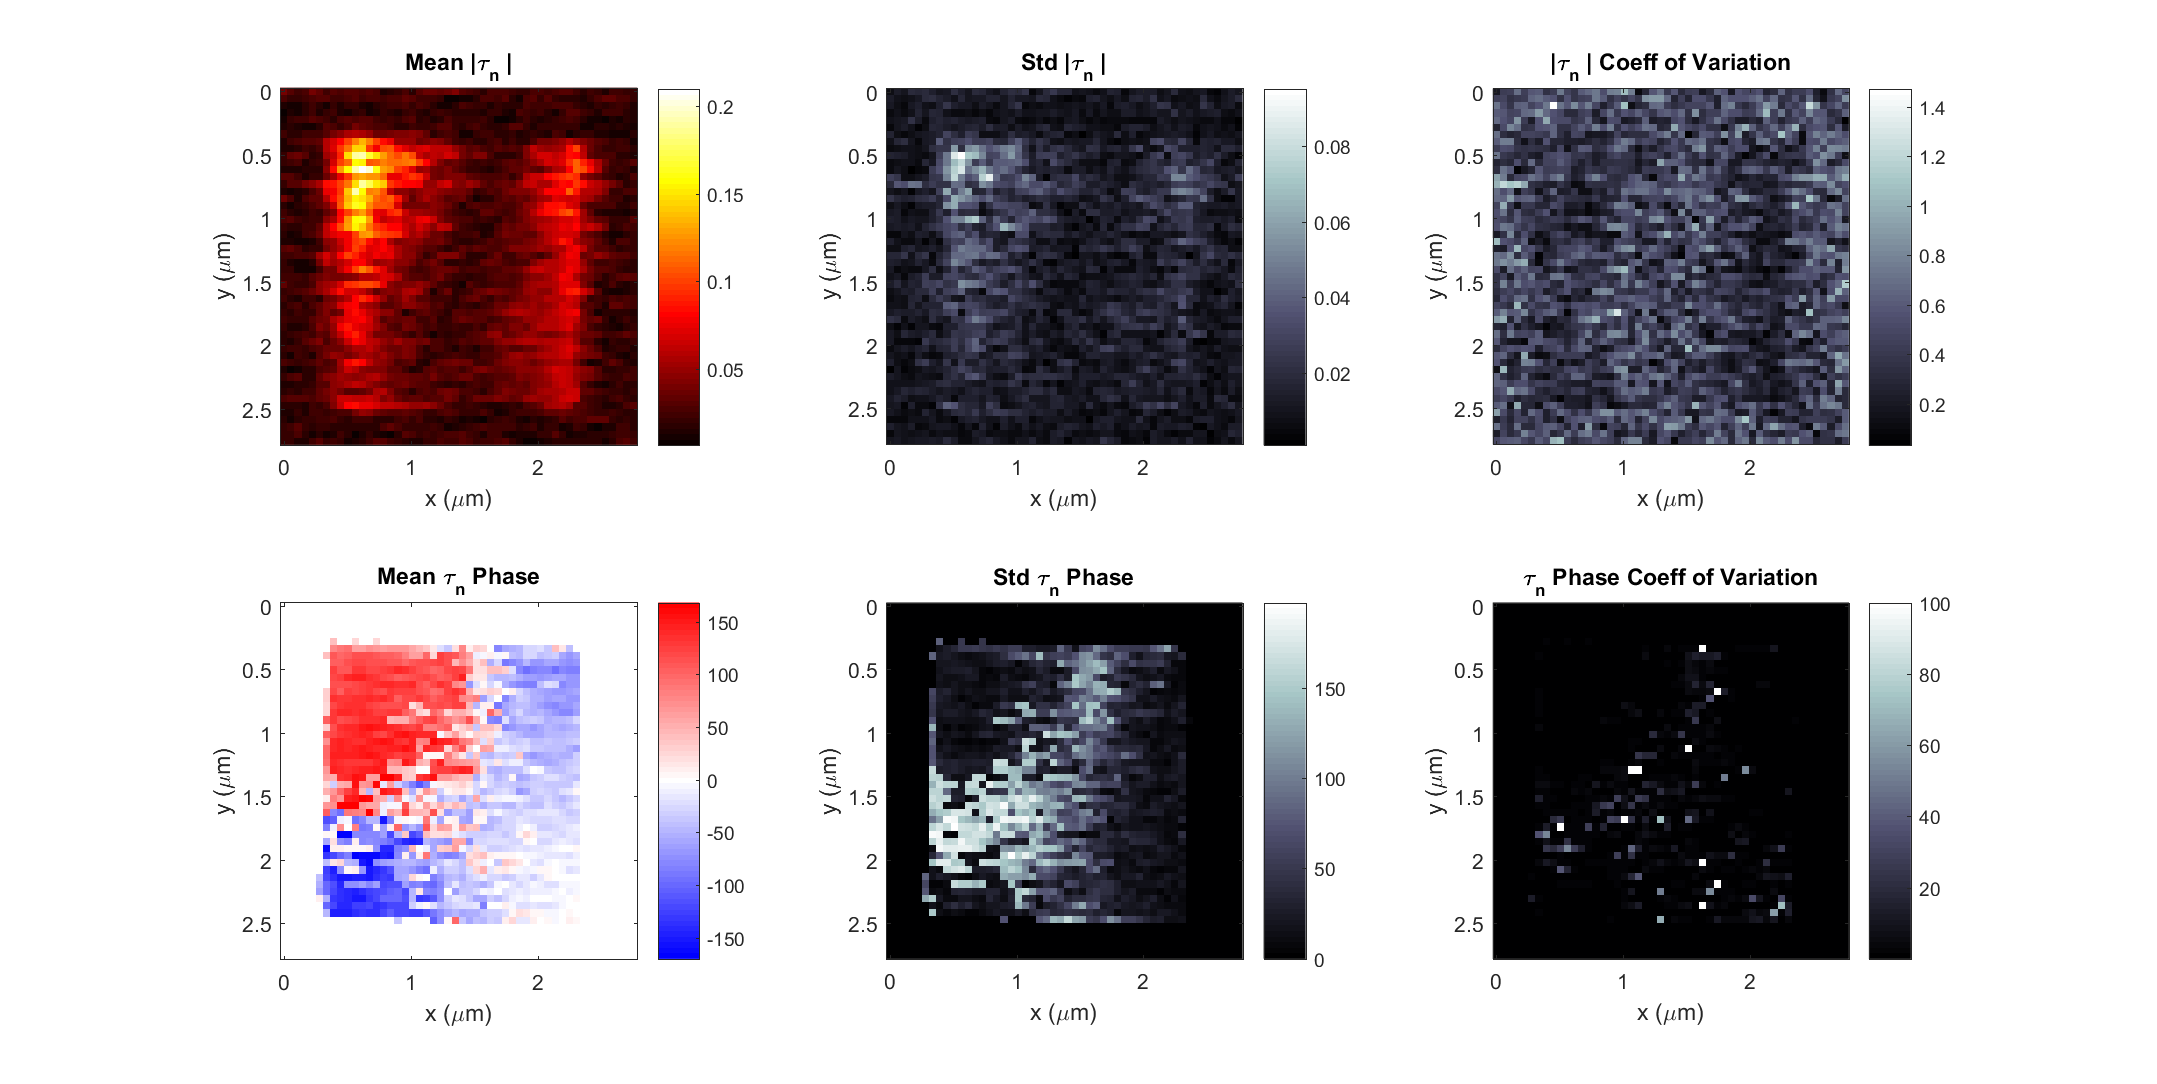 Mean |τn |
Std |τn |
|τn | Coeff of Variation
0
0.5
1
1.5
2
2.5
y (μm)
0 1 2
x (μm)
0.2
0.15
0.1
0.05
0
0.5
1
1.5
2
2.5
y (μm)
0 1 2
x (μm)
0.08
0.06
0.04
0.02
0
0.5
1
1.5
2
2.5
y (μm)
0 1 2
x (μm)
1.4
1.2
1
0.8
0.6
0.4
0.2
Mean τn Phase
Std τn Phase
τn Phase Coeff of Variation
0
0.5
1
1.5
2
2.5
y (μm)
0 1 2
x (μm)
150
100
50
0
-50
-100
-150
0
0.5
1
1.5
2
2.5
y (μm)
0 1 2
x (μm)
150
100
50
0
0
0.5
1
1.5
2
2.5
y (μm)
0 1 2
x (μm)
100
80
60
40
20